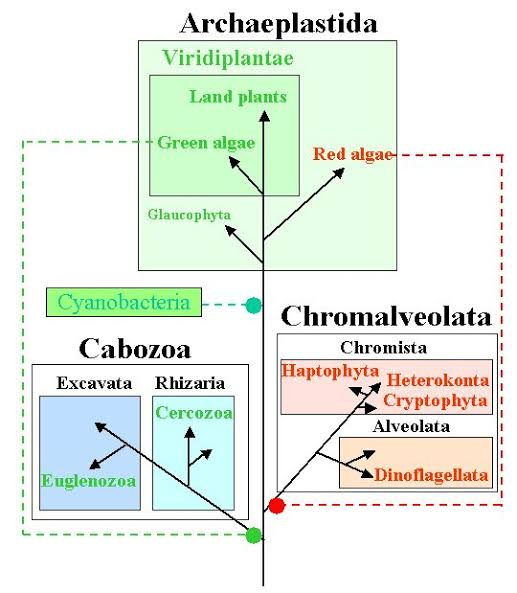 Archaeplastida
Viridiplantae
Land plants
Green algae
Red algae
Glaucophyta
Cyanobacteria
Chromalveolata
Cabozoa
Chromista
Haptophyta
Heterokonta
Cryptophyta
Excavata
Rhizaria
Cercozoa
Alveolata
Euglenozoa
Dinoflagellata